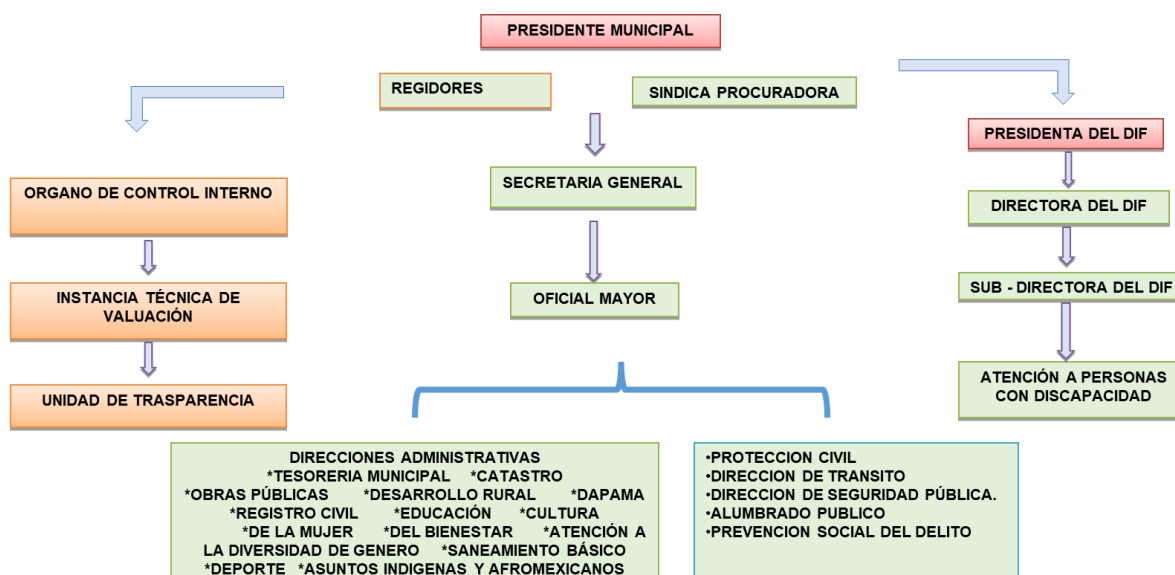 PRESIDENTE MUNICIPAL
REGIDORES
SINDICA PROCURADORA
PRESIDENTA DEL DIF
ORGANO DE CONTROL INTERNO
SECRETARIA GENERAL
DIRECTORA DEL DIF
INSTANCIA TÉCNICA DE
VALUACIÓN
OFICIAL MAYOR
SUB - DIRECTORA DEL DIF
UNIDAD DE TRASPARENCIA
ATENCIÓN A PERSONAS
CON DISCAPACIDAD
DIRECCIONES ADMINISTRATIVAS
*TESORERIA MUNICIPAL *CATASTRO
*OBRAS PÚBLICAS *DESARROLLO RURAL *DAPAMA
*REGISTRO CIVIL *EDUCACIÓN *CULTURA
*DE LA MUJER *DEL BIENESTAR *ATENCIÓN A
LA DIVERSIDAD DE GENERO *SANEAMIENTO BÁSICO
*DEPORTE *ASUNTOS INDIGENAS Y AFROMEXICANOS
•PROTECCION CIVIL
•DIRECCION DE TRANSITO
•DIRECCION DE SEGURIDAD PÚBLICA.
•ALUMBRADO PUBLICO
•PREVENCION SOCIAL DEL DELITO